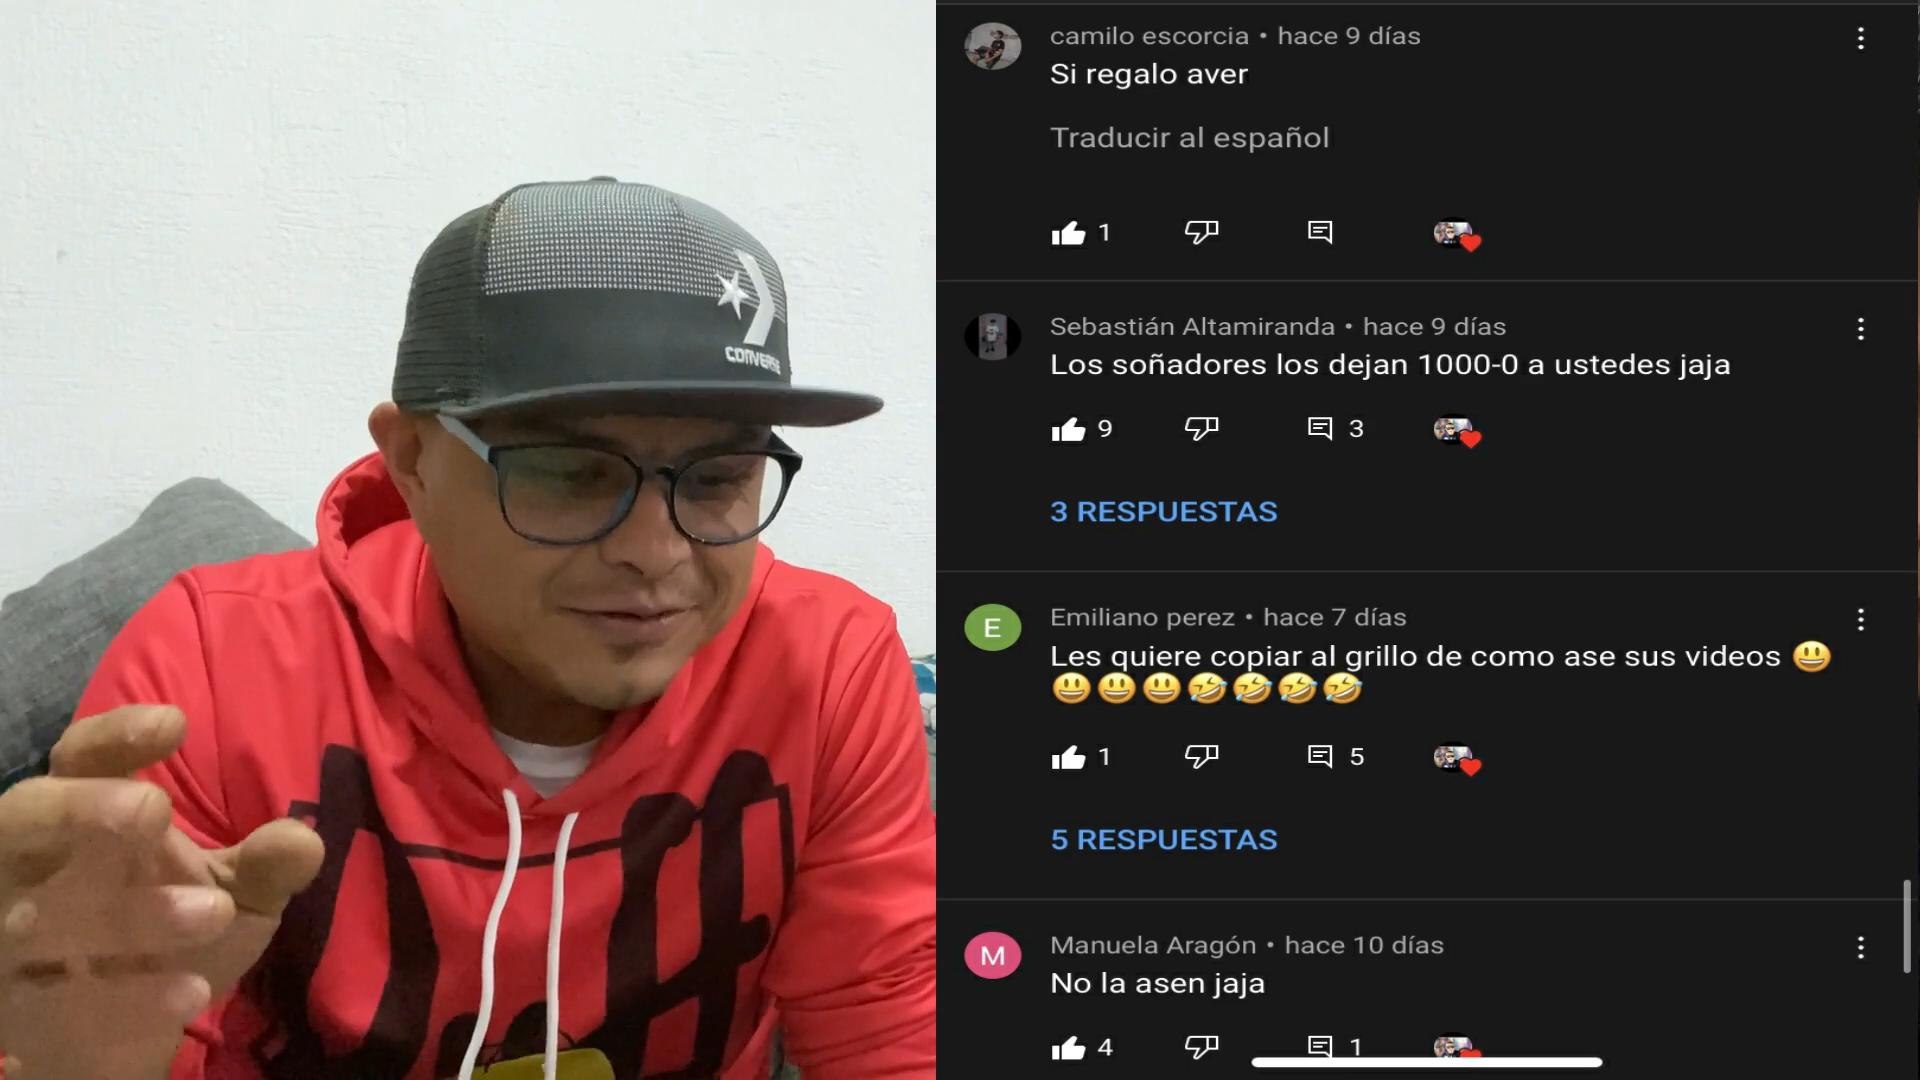 CONVERSE
Duff
camilo escorcia • hace 9 días
Si regalo aver
Traducir al español
1
Sebastián Altamiranda • hace 9 días
Los soñadores los dejan 1000-0 a ustedes jaja
9
3
3 RESPUESTAS
E
Emiliano perez • hace 7 días
Les quiere copiar al grillo de como ase sus videos 😃
😃😃😃🤣🤣🤣🤣
1
5
5 RESPUESTAS
M
Manuela Aragón • hace 10 días
No la asen jaja
4
1